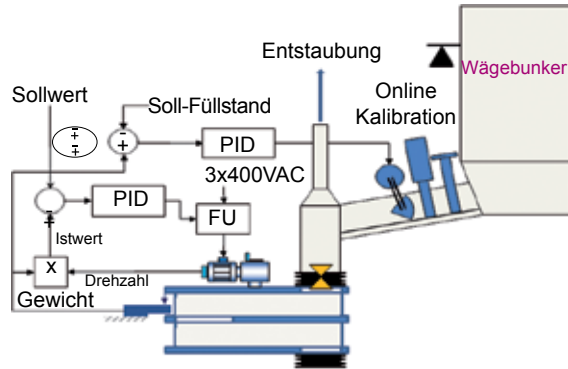 Entstaubung
Wägebunker
Online
Kalibration
Sollwert
Soll-Füllstand
- +
- +
- +
PID
3x400VAC
PID
FU
- +
Istwert
x
Drehzahl
Gewicht